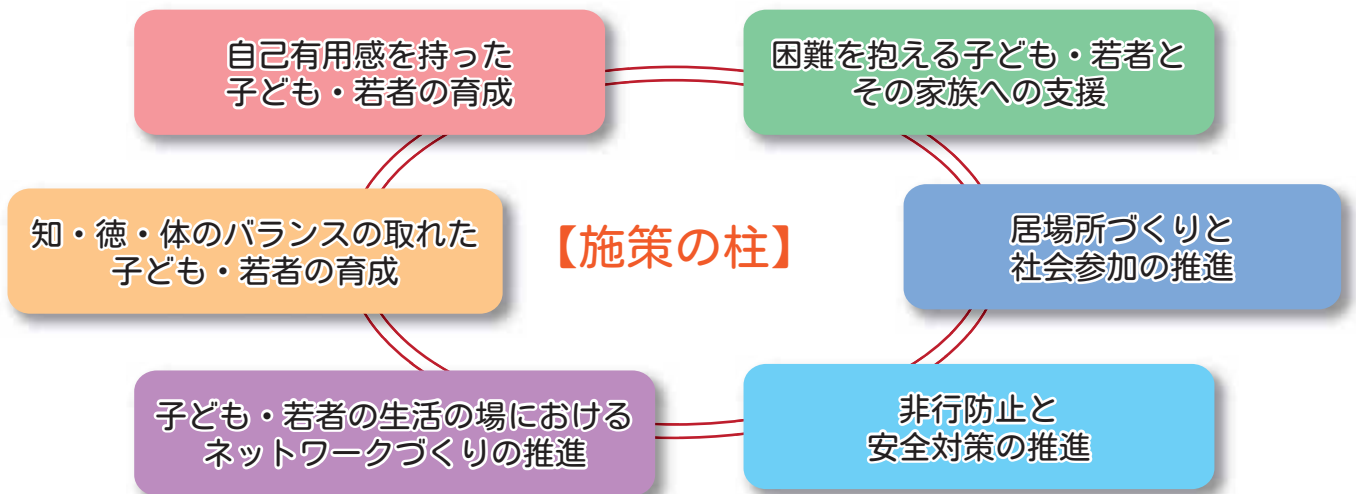 自己有用感を持った
子ども・若者の育成
困難を抱える子ども・若者と
その家族への支援
知・徳・体のバランスの取れた
子ども・若者の育成
【施策の柱】
居場所づくりと
社会参加の推進
子ども・若者の生活の場における
ネットワークづくりの推進
非行防止と
安全対策の推進